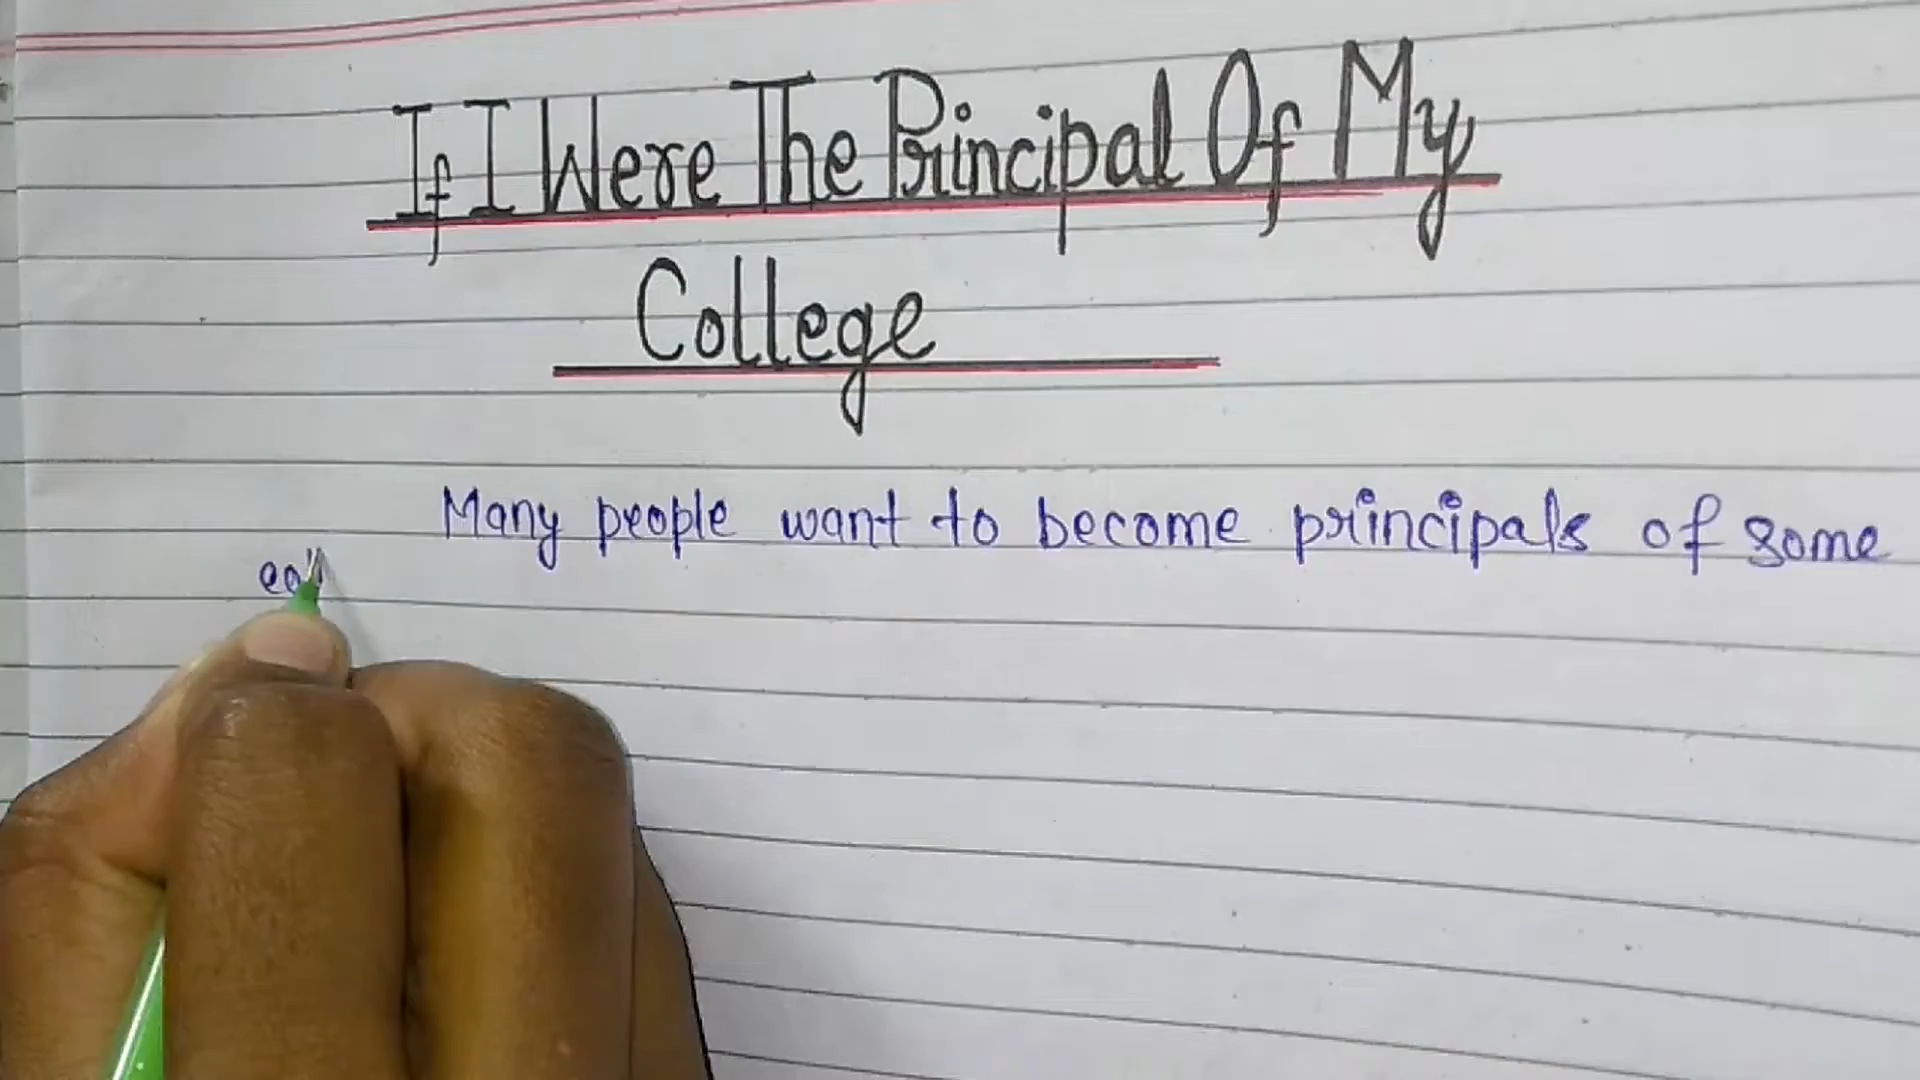 If I Were The Principal Of My
College
Many people want to become principals of some